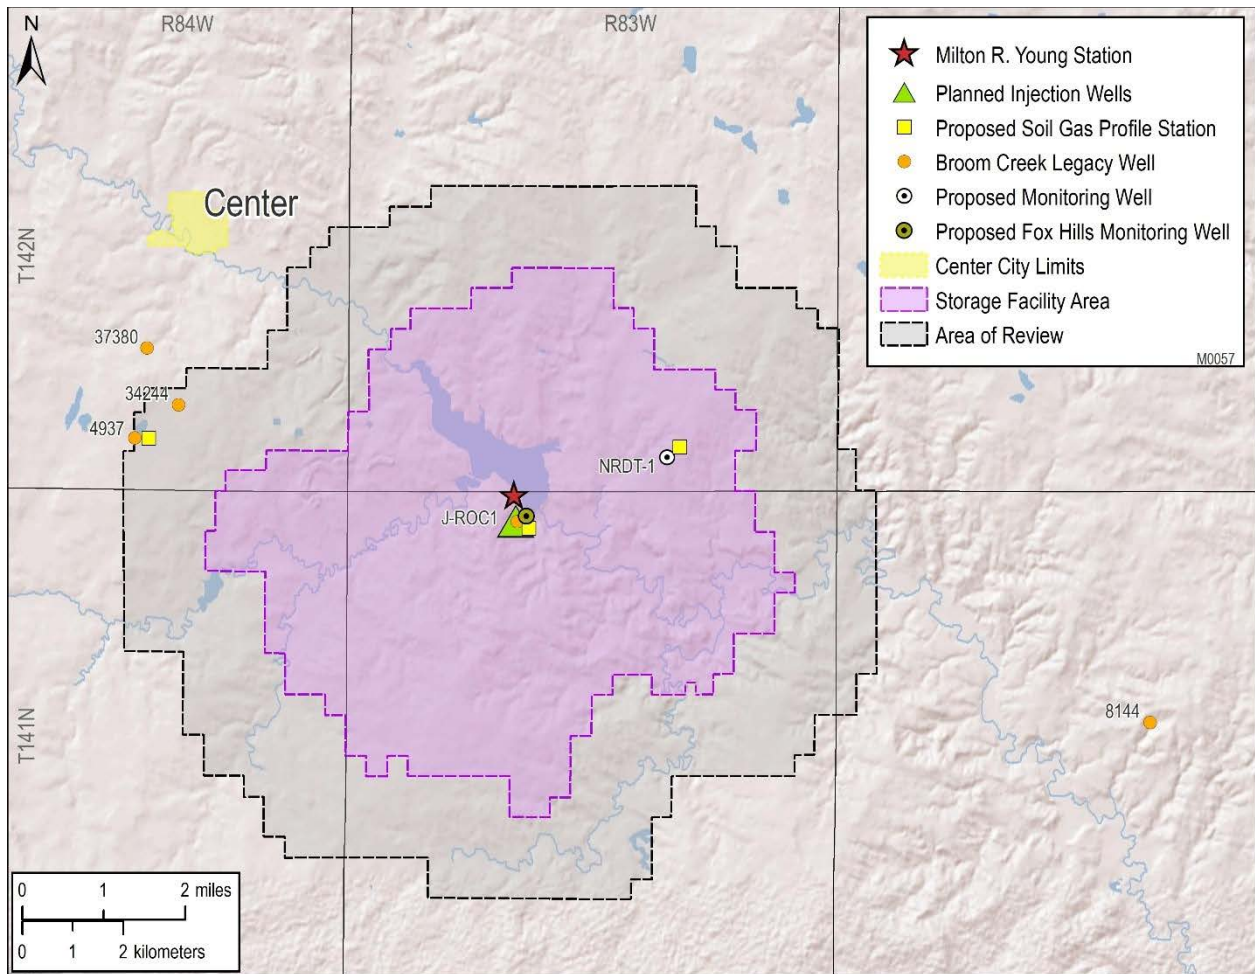 N
R84W
R83W
Milton R. Young Station
Planned Injection Wells
Proposed Soil Gas Profile Station
Broom Creek Legacy Well
Proposed Monitoring Well
Proposed Fox Hills Monitoring Well
Center City Limits
Storage Facility Area
Area of Review
M0057
Center
T142N
37380
34244
4937
NRDT-1
J-ROC1
8144
T141N
0 1 2 miles
0 1 2 kilometers